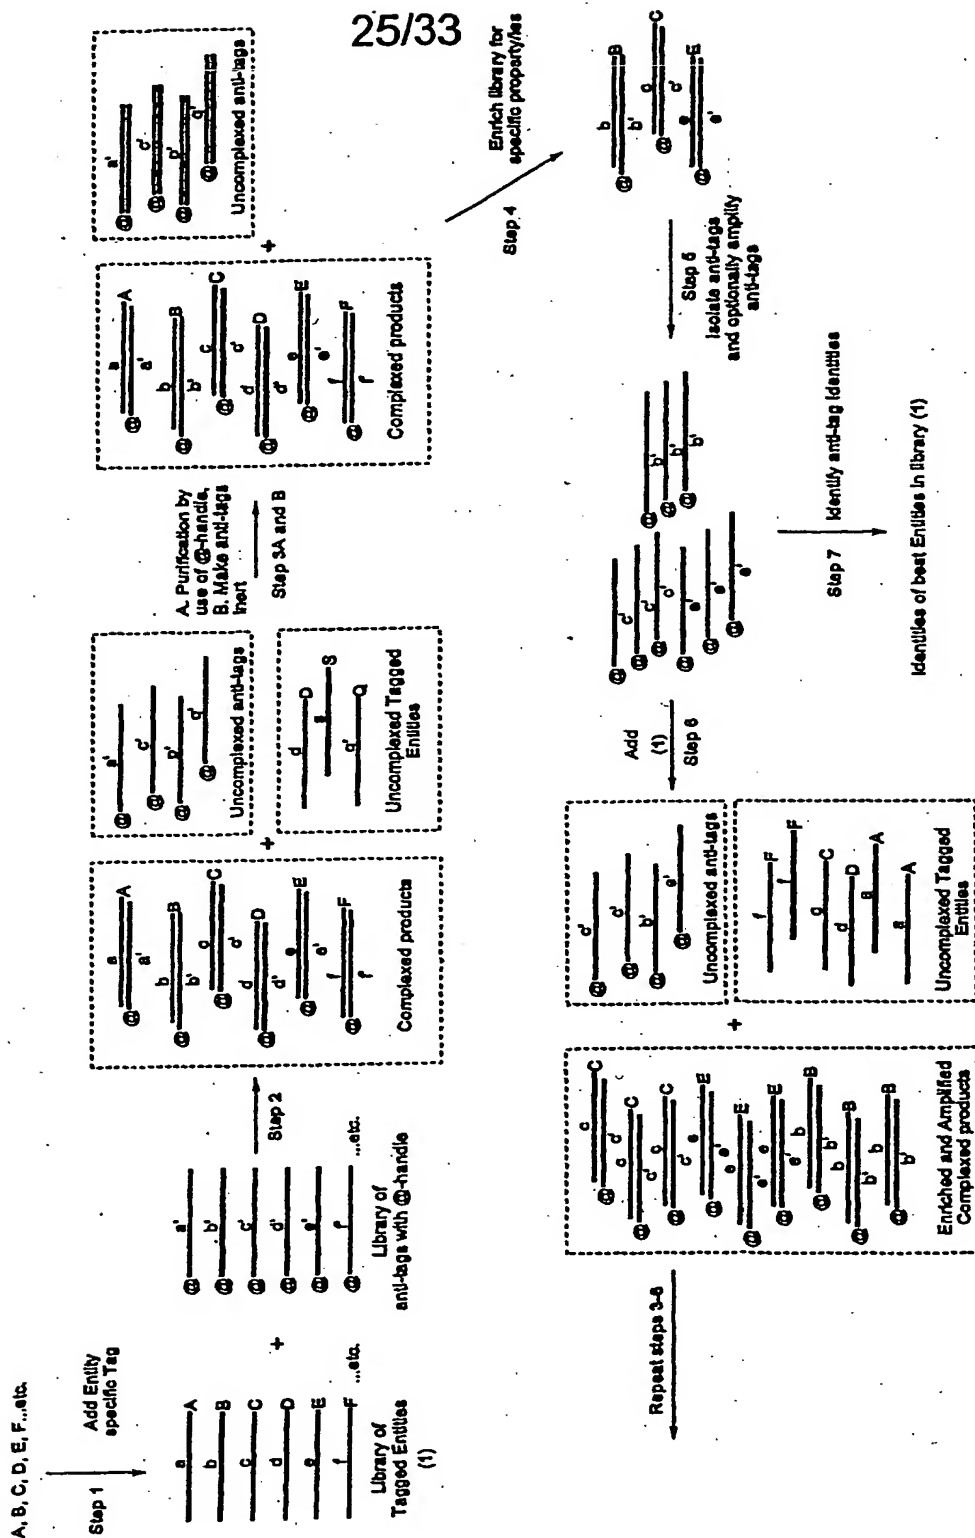 25/33
A, B, C, D, E, F...etc.
Step 1
Add Entity
specific Tag
a A
b B
c C
d D
e E
f F ...etc.
Library of
Tagged Entities
(1)
+
@ a'
@ b'
@ c'
@ d'
@ e'
@ f' ...etc.
Library of
anti-tags with @-handle
Step 2
@ a a' A
@ b b' B
@ c c' C
@ d d' D
@ e e' E
@ f f' F
Complexed products
+
@ a'
@ c'
@ p'
@ q'
Uncomplexed anti-tags
d D
s S
q' Q
Uncomplexed Tagged
Entities
A. Purification by
use of @-handle,
B. Make anti-tags
inert
Step 3A and B
@ a a' A
@ b b' B
@ c c' C
@ d d' D
@ e e' E
@ f f' F
Complexed products
+
@ a'
@ c'
@ p'
@ q'
Uncomplexed anti-tags
Step 4
Enrich library for
specific property/ies
@ b b' B
@ c c' C
@ e e' E
Step 5
Isolate anti-tags
and optionally amplify
anti-tags
@ c'
@ c'
@ c'
@ e'
@ e'
@ e'
@ b'
@ b'
@ b'
Step 7
Identify anti-tag identities
Identities of best Entities in library (1)
Add
(1)
Step 6
@ c c' C
@ c c' C
@ c c' C
@ e e' E
@ e e' E
@ e e' E
@ b b' B
@ b b' B
@ b b' B
Enriched and Amplified
Complexed products
+
@ c'
@ c'
@ b'
@ e'
Uncomplexed anti-tags
f F
f F
C
d D
a A
a A
Uncomplexed Tagged
Entities
Repeat steps 3-6